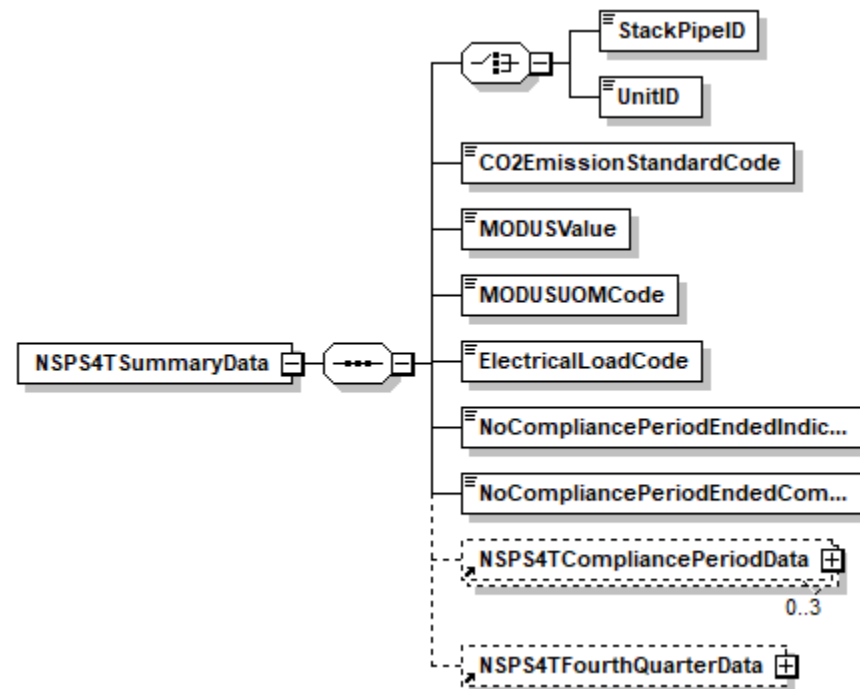 StackPipeID
UnitID
CO2EmissionStandardCode
MODUSValue
MODUSUOMCode
NSPS4TSummaryData
ElectricalLoadCode
NoCompliancePeriodEndedIndic...
NoCompliancePeriodEndedCom...
NSPS4TCompliancePeriodData
0..3
NSPS4TFourthQuarterData